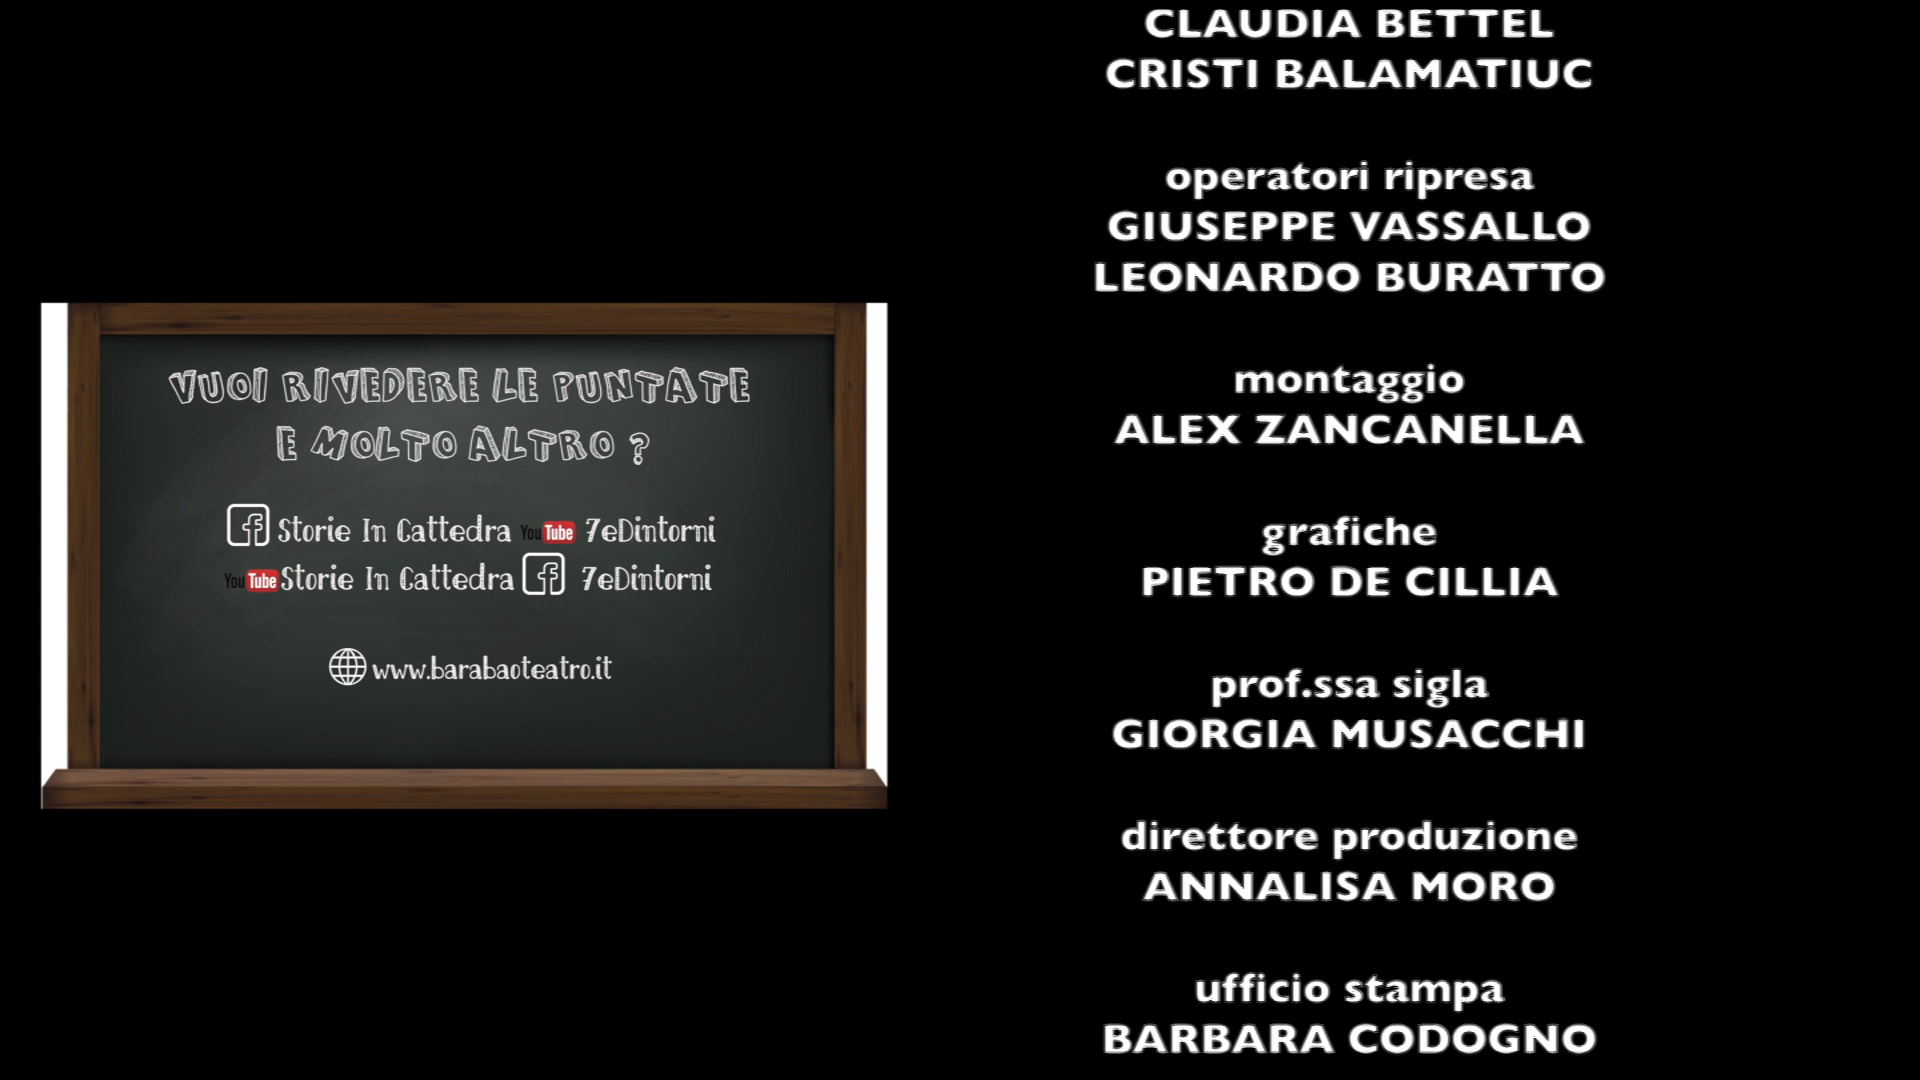 VUOI RIVEDERE LE PUNTATE
E MOLTO ALTRO ?
Storie In Cattedra YouTube 7eDintorni
YouTube Storie In Cattedra 7eDintorni
www.barabaoteatro.it
CLAUDIA BETTEL
CRISTI BALAMATIUC
operatori ripresa
GIUSEPPE VASSALLO
LEONARDO BURATTO
montaggio
ALEX ZANCANELLA
grafiche
PIETRO DE CILLIA
prof.ssa sigla
GIORGIA MUSACCHI
direttore produzione
ANNALISA MORO
ufficio stampa
BARBARA CODOGNO